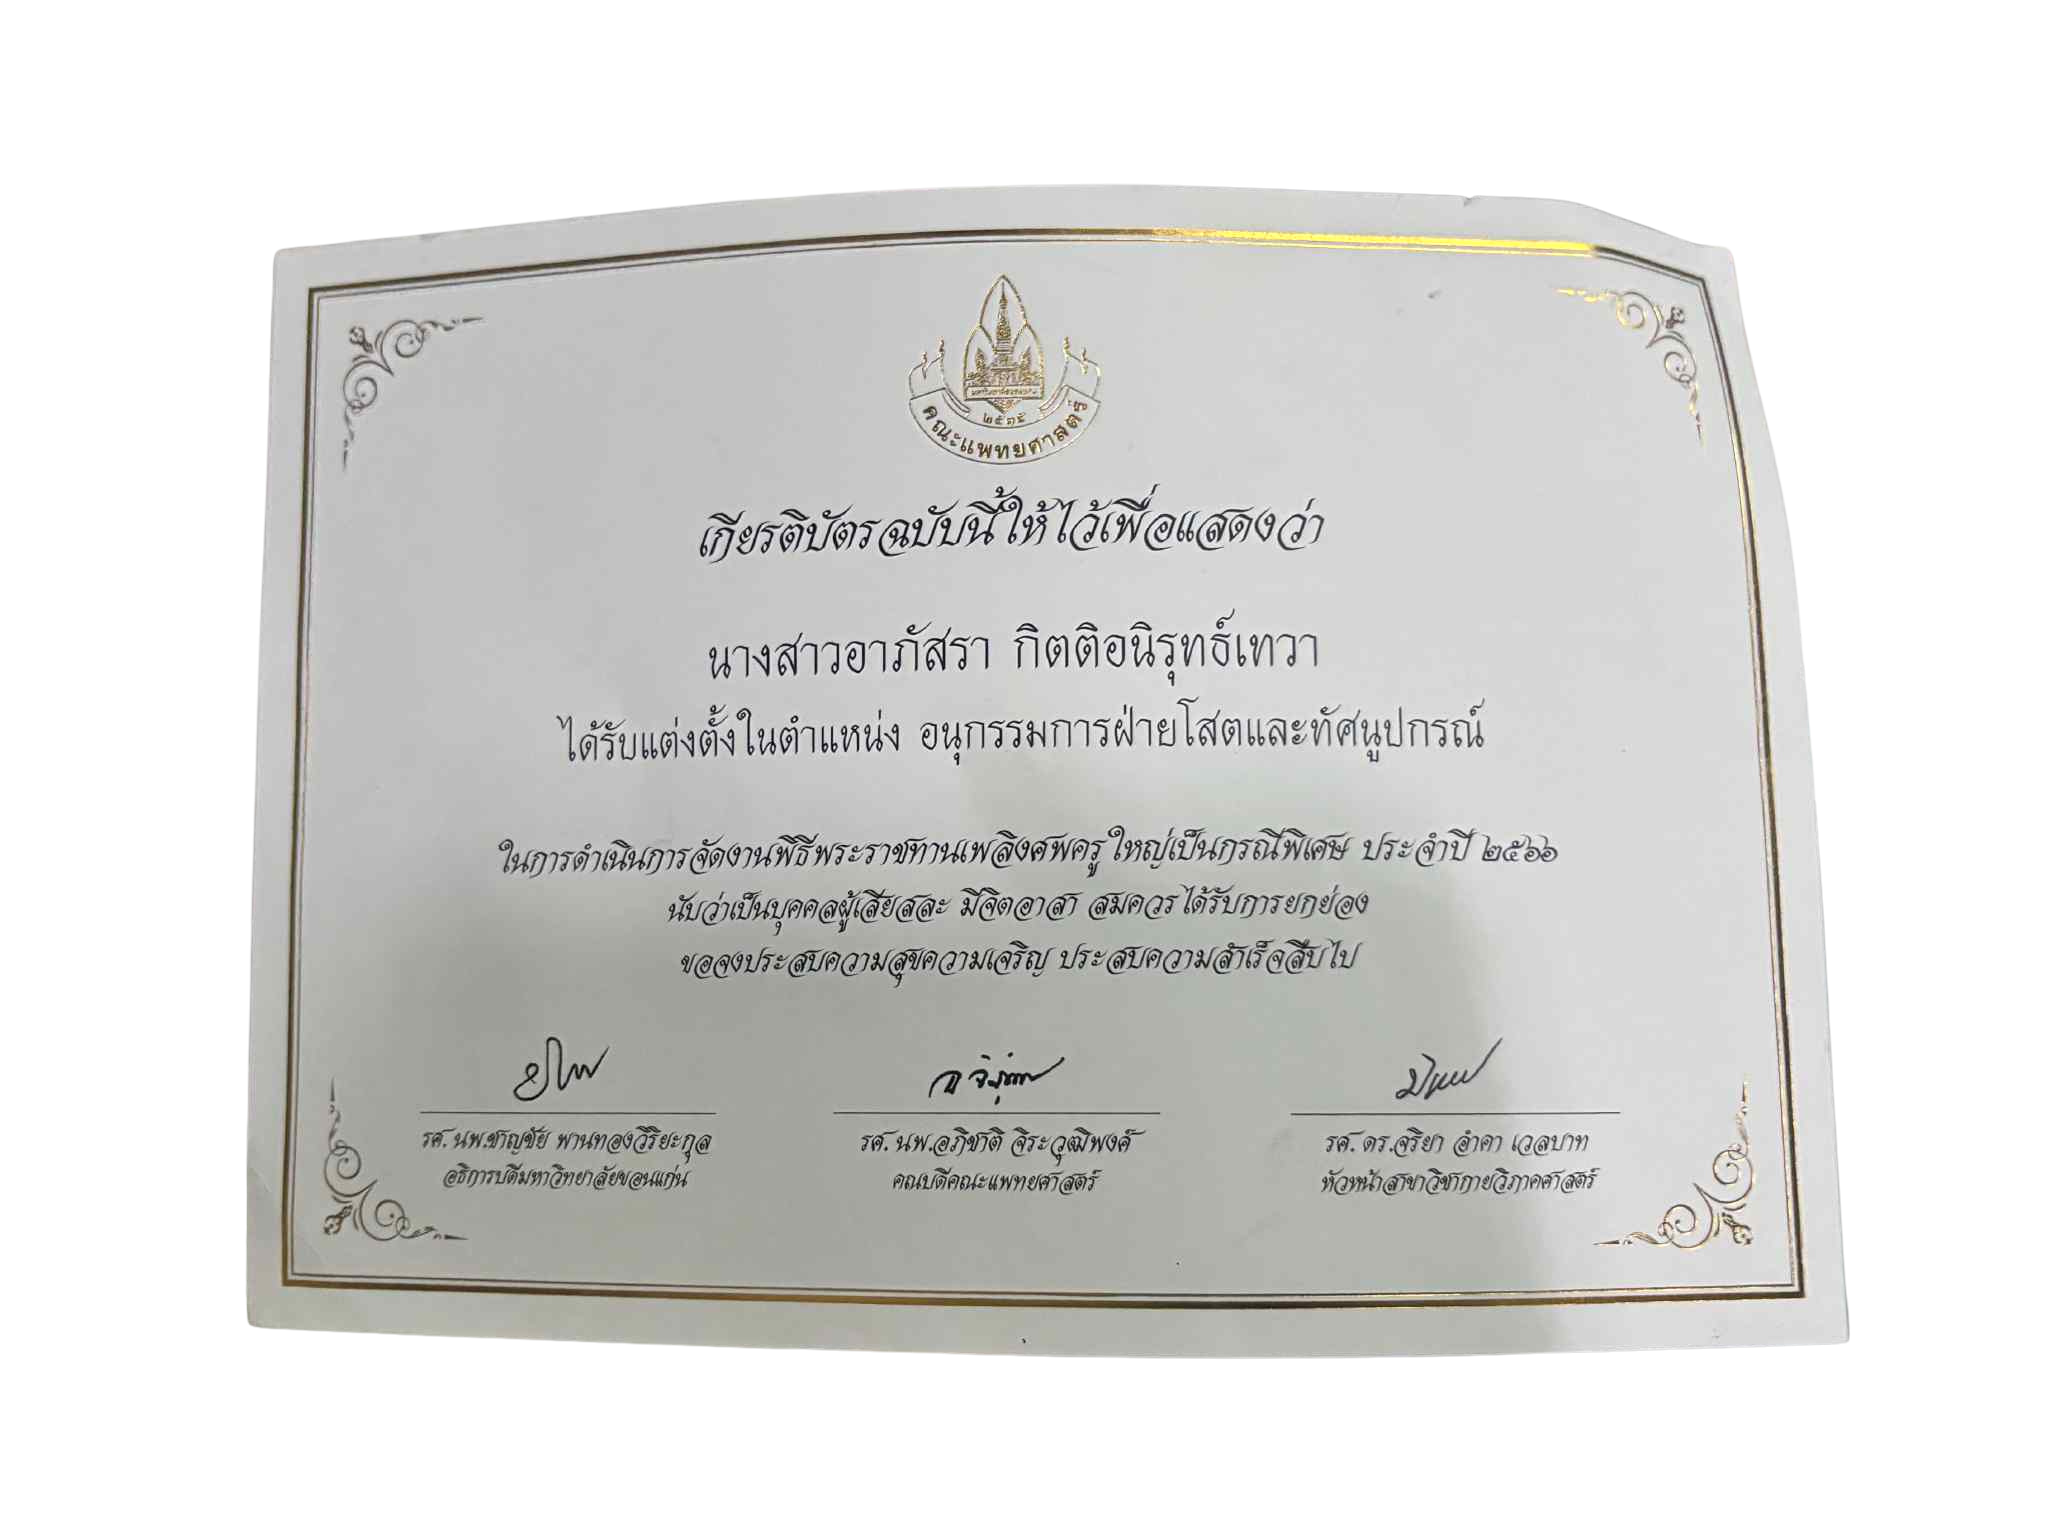 มหาวิทยาลัยขอนแก่น
๒๕๑๕
คณะแพทยศาสตร์
เกียรติบัตรฉบับนี้ให้ไว้เพื่อแสดงว่า
นางสาวอาภัสรา กิตติอนิรุทธ์เทวา
ได้รับแต่งตั้งในตำแหน่ง อนุกรรมการฝ่ายโสตและทัศนูปกรณ์
ในการดำเนินการจัดงานพิธีพระราชทานเพลิงศพครูใหญ่เป็นกรณีพิเศษ ประจำปี ๒๕๖๖
นับว่าเป็นบุคคลผู้เสียสละ มีจิตอาสา สมควรได้รับการยกย่อง
ขอจงประสบความสุขความเจริญ ประสบความสำเร็จสืบไป
รศ.นพ.ชาญชัย พานทองวิริยะกุล
อธิการบดีมหาวิทยาลัยขอนแก่น
รศ.นพ.อภิชาติ จิระวุฒิพงศ์
คณบดีคณะแพทยศาสตร์
รศ.ดร.จริยา อำคา เวลบาท
หัวหน้าสาขาวิชากายวิภาคศาสตร์